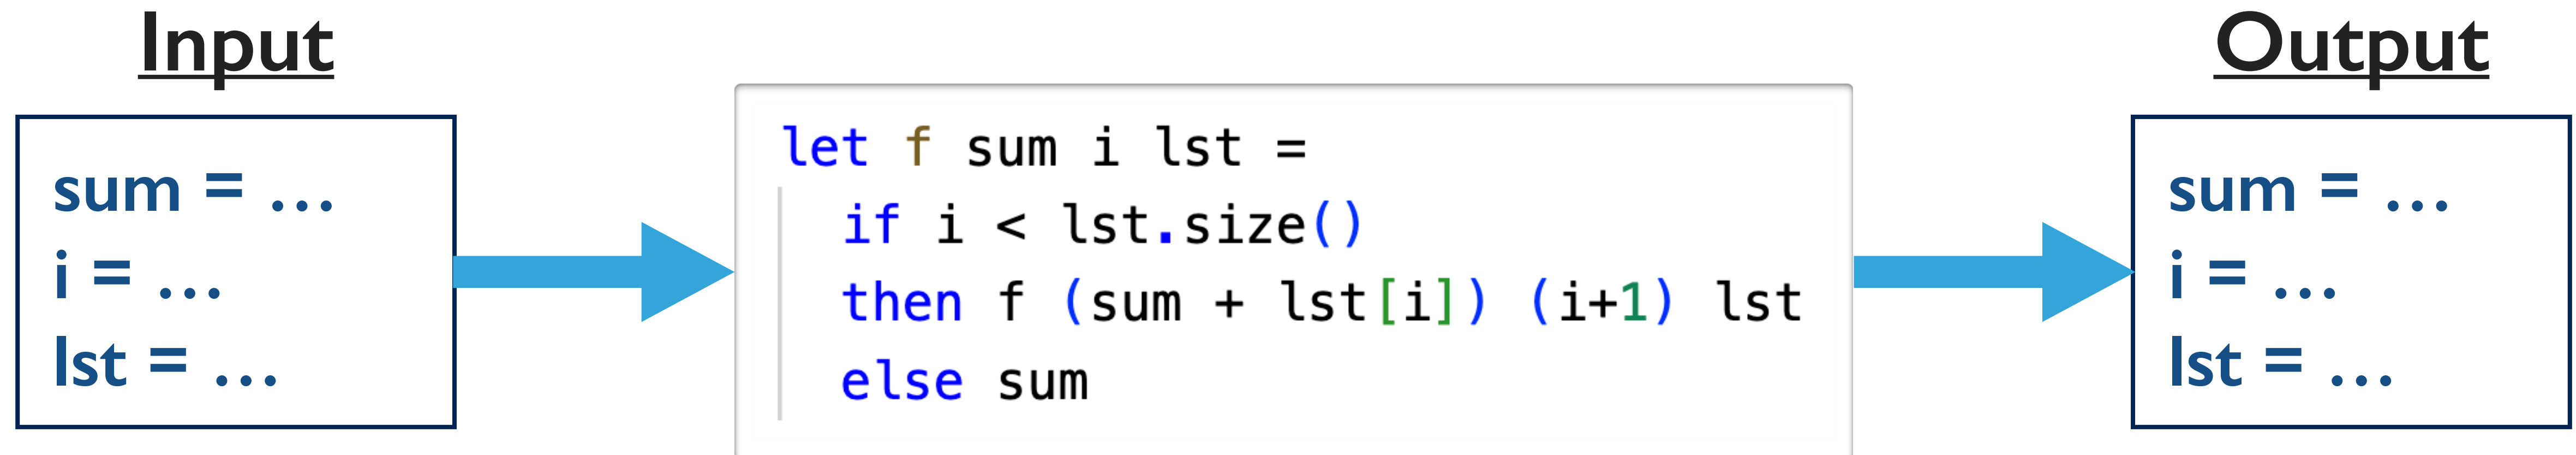 Input
sum = …
i = …
lst = …
let f sum i lst =
if i < lst.size()
then f (sum + lst[i]) (i+1) lst
else sum
Output
sum = …
i = …
lst = …